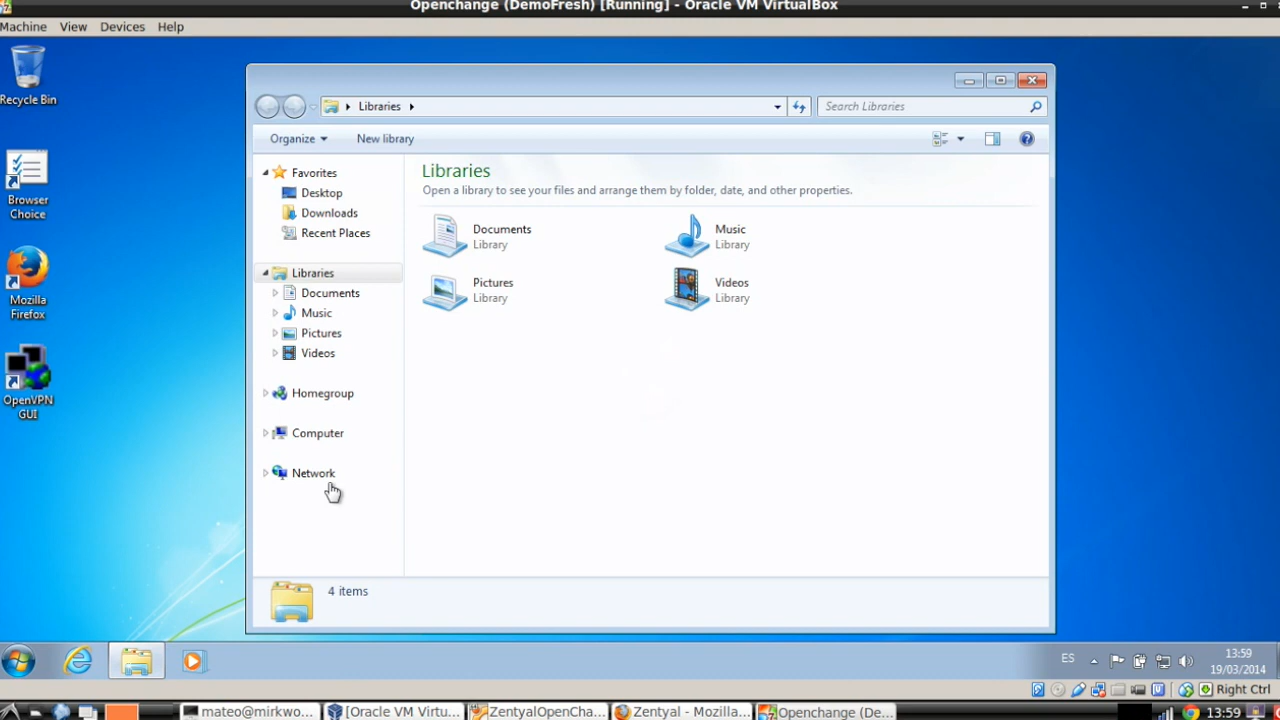 Openchange (DemoFresh) [Running] - Oracle VM VirtualBox
Machine View Devices Help
Recycle Bin
Browser
Choice
Mozilla
Firefox
OpenVPN
GUI
Libraries
Search Libraries
Organize
New library
Favorites
Desktop
Downloads
Recent Places
Libraries
Documents
Music
Pictures
Videos
Homegroup
Computer
Network
Libraries
Open a library to see your files and arrange them by folder, date, and other properties.
Documents
Library
Music
Library
Pictures
Library
Videos
Library
4 items
ES
13:59
19/03/2014
Right Ctrl
mateo@mirkwo...
[Oracle VM Virtu...
ZentyalOpenCha...
Zentyal - Mozilla...
Openchange (De...
13:59